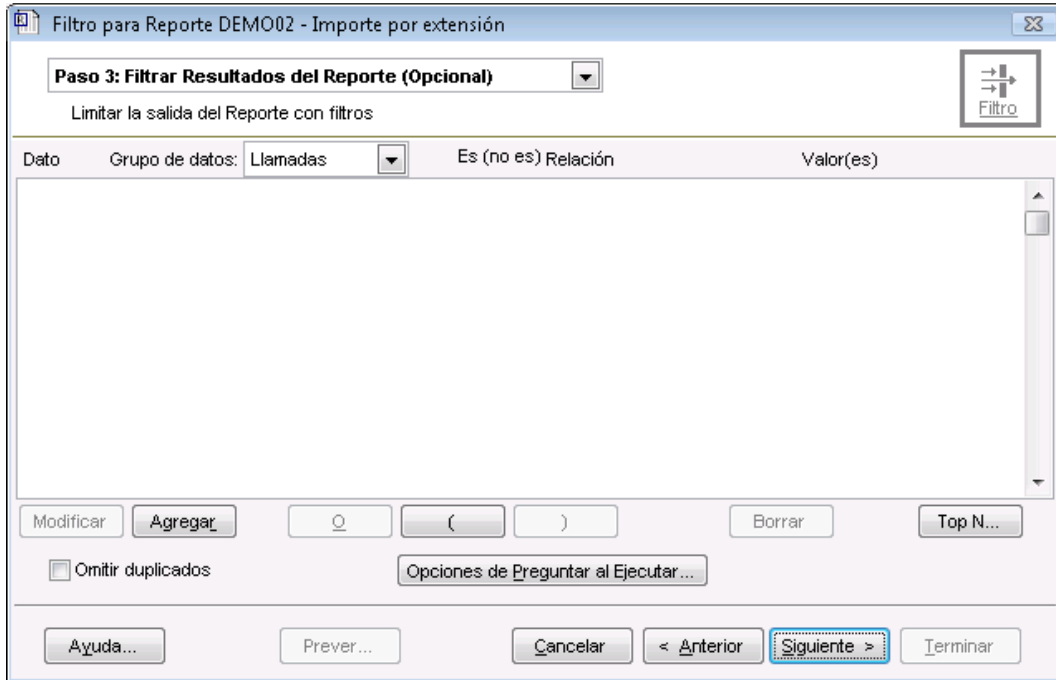 Filtro para Reporte DEMO02 - Importe por extensión
Paso 3: Filtrar Resultados del Reporte (Opcional)
Limitar la salida del Reporte con filtros
Filtro
Dato Grupo de datos: Llamadas Es (no es) Relación Valor(es)
Modificar Agregar O ( ) Borrar Top N...
Omitir duplicados Opciones de Preguntar al Ejecutar...
Ayuda... Prever... Cancelar < Anterior Siguiente > Terminar